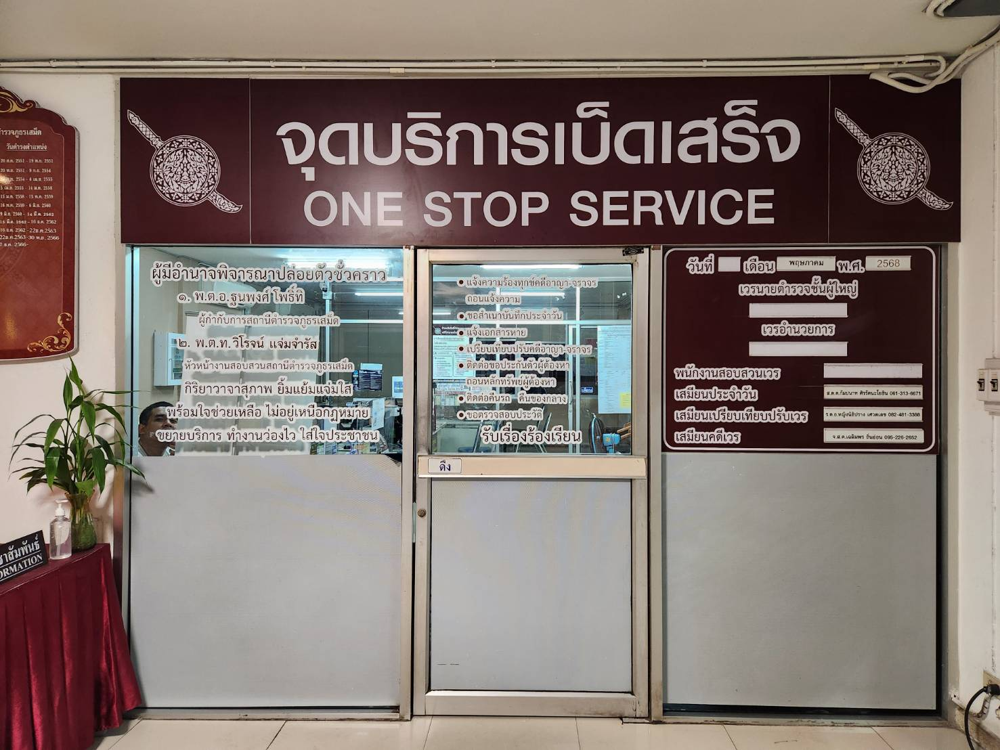 จุดบริการเบ็ดเสร็จ
ONE STOP SERVICE
ตำรวจภูธรเสม็ด
วันดำรงตำแหน่ง
ผู้มีอำนาจพิจารณาปล่อยตัวชั่วคราว
๑. พ.ต.อ.ฐนพงศ์ โพธิ์ทิ
ผู้กำกับการสถานีตำรวจภูธรเสม็ด
๒. พ.ต.ท.วิโรจน์ แจ่มจำรัส
หัวหน้างานสอบสวนสถานีตำรวจภูธรเสม็ด
กิริยาวาจาสุภาพ ยิ้มแย้มแจ่มใส
พร้อมใจช่วยเหลือ ไม่อยู่เหนือกฎหมาย
ขยายบริการ ทำงานว่องไว ใส่ใจประชาชน
• แจ้งความร้องทุกข์คดีอาญา-จราจร
ถอนแจ้งความ
• ขอสำเนาบันทึกประจำวัน
• แจ้งเอกสารหาย
• เปรียบเทียบปรับคดีอาญา-จราจร
• ติดต่อขอประกันตัวผู้ต้องหา
ถอนหลักทรัพย์ผู้ต้องหา
• ติดต่อคืนรถ คืนของกลาง
• ขอตรวจสอบประวัติ
รับเรื่องร้องเรียน
ดึง
วันที่ เดือน พฤษภาคม พ.ศ. 2568
เวรนายตำรวจชั้นผู้ใหญ่
เวรอำนวยการ
พนักงานสอบสวนเวร
เสมียนประจำวัน ส.ต.ต.กัมปนาท ศิรรัตนะโยธิน 061-313-6671
เสมียนเปรียบเทียบปรับเวร ร.ต.อ.หญิงนิธิปราง เศวตเลข 082-481-3388
เสมียนคดีเวร จ.ส.ต.เฉลิมพร ถิ่นย่อน 095-226-2652
ชาสัมพันธ์
ORMATION